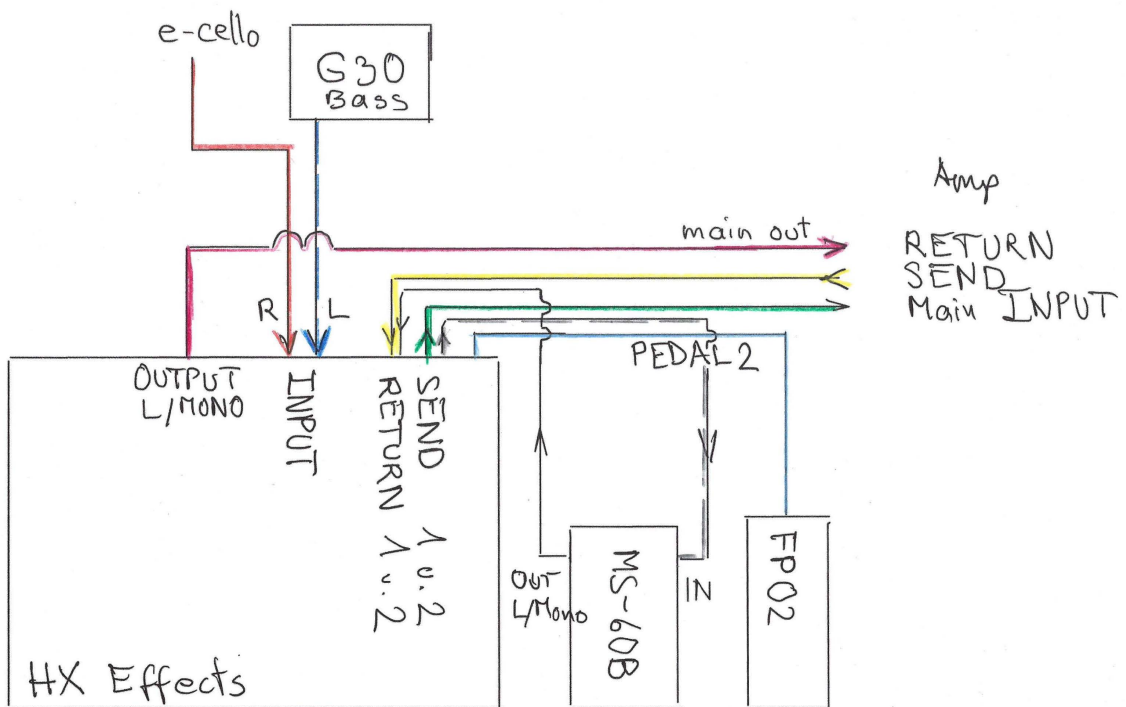 e-cello
G30
Bass
Amp
main out
RETURN
SEND
Main INPUT
R
L
PEDAL 2
OUTPUT
L/MONO
INPUT
RETURN 1 u. 2
SEND 1 u. 2
OUT
L/Mono
MS-60B
IN
FP02
HX Effects